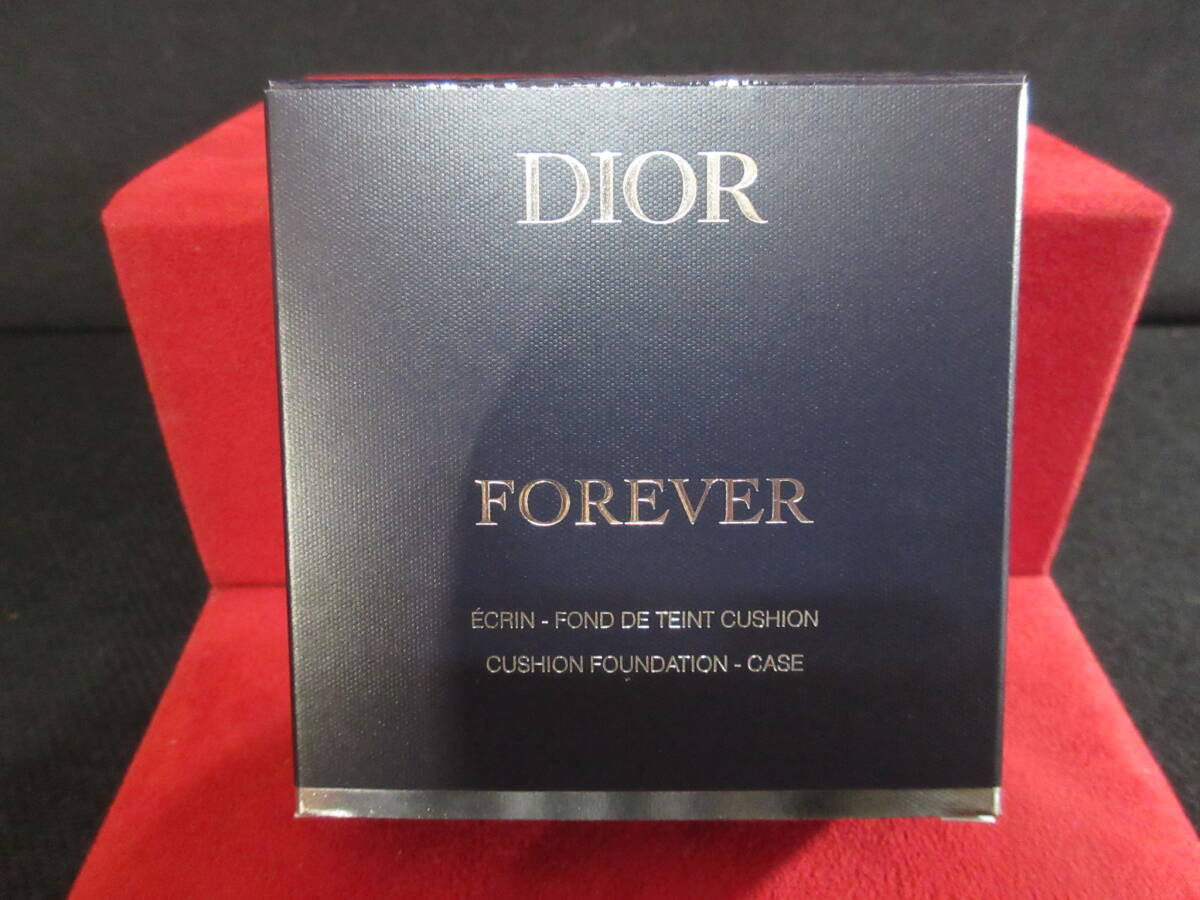 DIOR
FOREVER
ÉCRIN - FOND DE TEINT CUSHION
CUSHION FOUNDATION - CASE